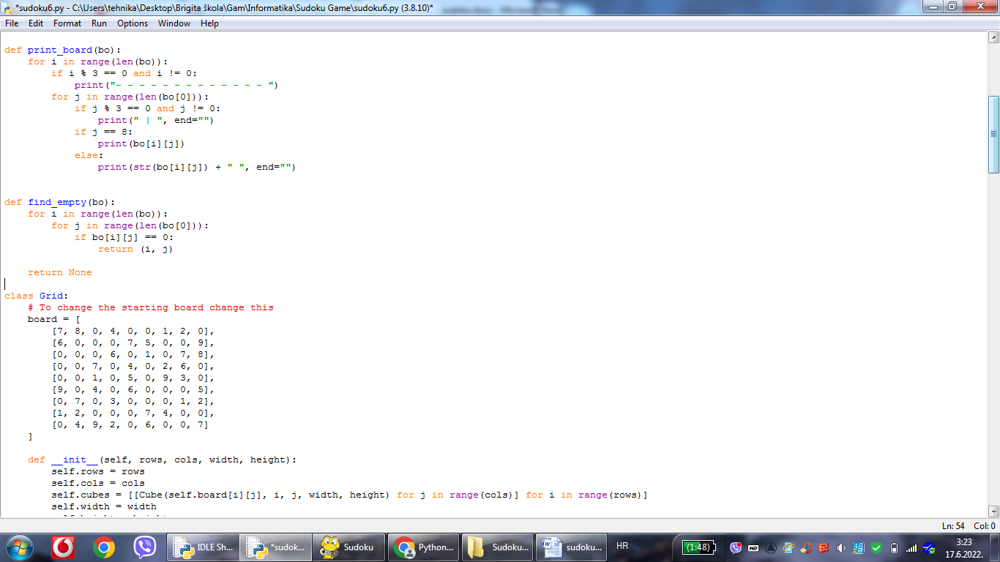 *sudoku6.py - C:\Users\tehnika\Desktop\Brigita škola\Gam\Informatika\Sudoku Game\sudoku6.py (3.8.10)*
File Edit Format Run Options Window Help
def print_board(bo):
    for i in range(len(bo)):
        if i % 3 == 0 and i != 0:
            print("- - - - - - - - - - - - - ")
        for j in range(len(bo[0])):
            if j % 3 == 0 and j != 0:
                print(" | ", end="")
            if j == 8:
                print(bo[i][j])
            else:
                print(str(bo[i][j]) + " ", end="")
def find_empty(bo):
    for i in range(len(bo)):
        for j in range(len(bo[0])):
            if bo[i][j] == 0:
                return (i, j)
    return None
class Grid:
    # To change the starting board change this
    board = [
        [7, 8, 0, 4, 0, 0, 1, 2, 0],
        [6, 0, 0, 0, 7, 5, 0, 0, 9],
        [0, 0, 0, 6, 0, 1, 0, 7, 8],
        [0, 0, 7, 0, 4, 0, 2, 6, 0],
        [0, 0, 1, 0, 5, 0, 9, 3, 0],
        [9, 0, 4, 0, 6, 0, 0, 0, 5],
        [0, 7, 0, 3, 0, 0, 0, 1, 2],
        [1, 2, 0, 0, 0, 7, 4, 0, 0],
        [0, 4, 9, 2, 0, 6, 0, 0, 7]
    ]
    def __init__(self, rows, cols, width, height):
        self.rows = rows
        self.cols = cols
        self.cubes = [[Cube(self.board[i][j], i, j, width, height) for j in range(cols)] for i in range(rows)]
        self.width = width
Ln: 54 Col: 0
IDLE Sh... *sudok... Sudoku Python... Sudoku... sudoku... HR (1:48) 3:23
17.6.2022.